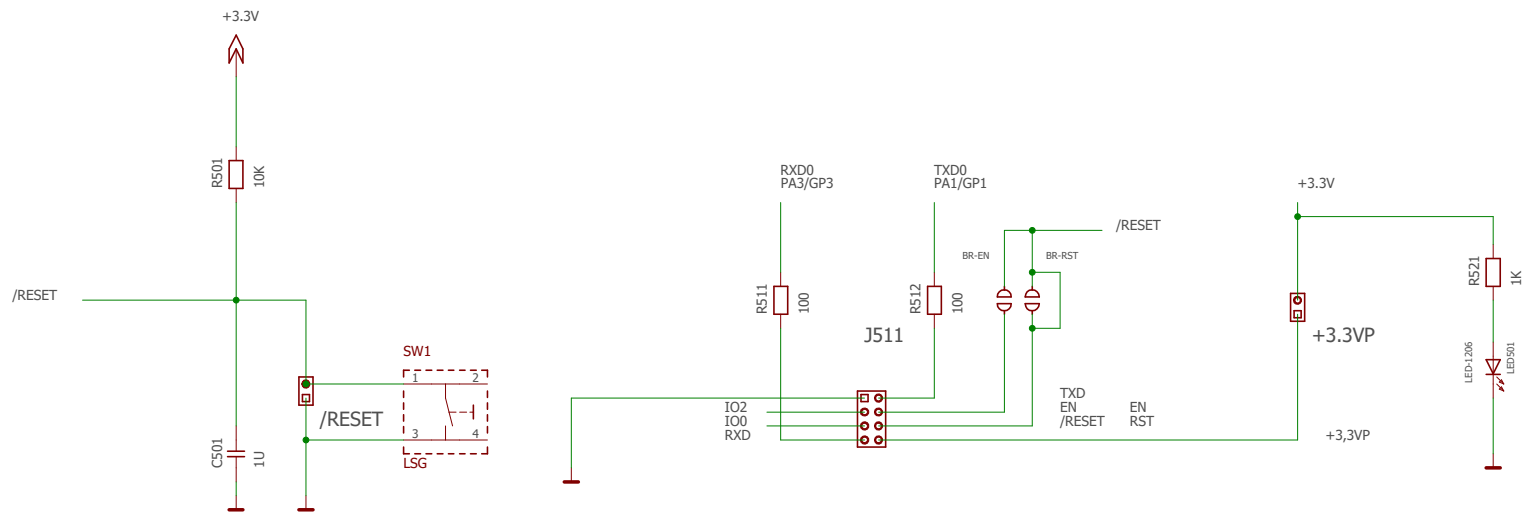 +3.3V
R501
10K
/RESET
C501
1U
/RESET
SW1
1
2
3
4
LSG
RXD0
PA3/GP3
TXD0
PA1/GP1
R511
100
R512
100
J511
BR-EN
BR-RST
/RESET
IO2
IO0
RXD
TXD
EN
EN
/RESET
RST
+3.3V
+3.3VP
+3,3VP
R521
1K
LED-1206
LED501